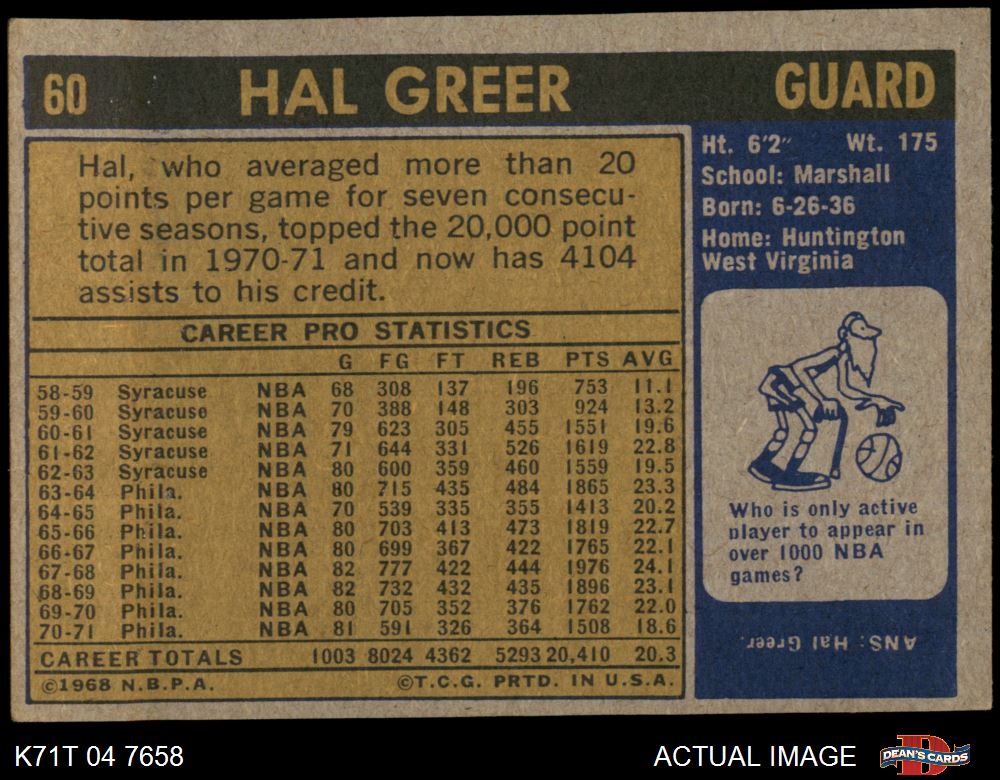 60 HAL GREER GUARD
Hal, who averaged more than 20
points per game for seven consecu-
tive seasons, topped the 20,000 point
total in 1970-71 and now has 4104
assists to his credit.
CAREER PRO STATISTICS
G FG FT REB PTS AVG
58-59 Syracuse NBA 68 308 137 196 753 11.1
59-60 Syracuse NBA 70 388 148 303 924 13.2
60-61 Syracuse NBA 79 623 305 455 1551 19.6
61-62 Syracuse NBA 71 644 331 526 1619 22.8
62-63 Syracuse NBA 80 600 359 460 1559 19.5
63-64 Phila. NBA 80 715 435 484 1865 23.3
64-65 Phila. NBA 70 539 335 355 1413 20.2
65-66 Phila. NBA 80 703 413 473 1819 22.7
66-67 Phila. NBA 80 699 367 422 1765 22.1
67-68 Phila. NBA 82 777 422 444 1976 24.1
68-69 Phila. NBA 82 732 432 435 1896 23.1
69-70 Phila. NBA 80 705 352 376 1762 22.0
70-71 Phila. NBA 81 591 326 364 1508 18.6
CAREER TOTALS 1003 8024 4362 5293 20,410 20.3
©1968 N.B.P.A. ©T.C.G. PRTD. IN U.S.A.
Ht. 6'2" Wt. 175
School: Marshall
Born: 6-26-36
Home: Huntington
West Virginia
Who is only active
player to appear in
over 1000 NBA
games?
ANS: Hal Greer.
K71T 04 7658 ACTUAL IMAGE DEAN'S CARDS